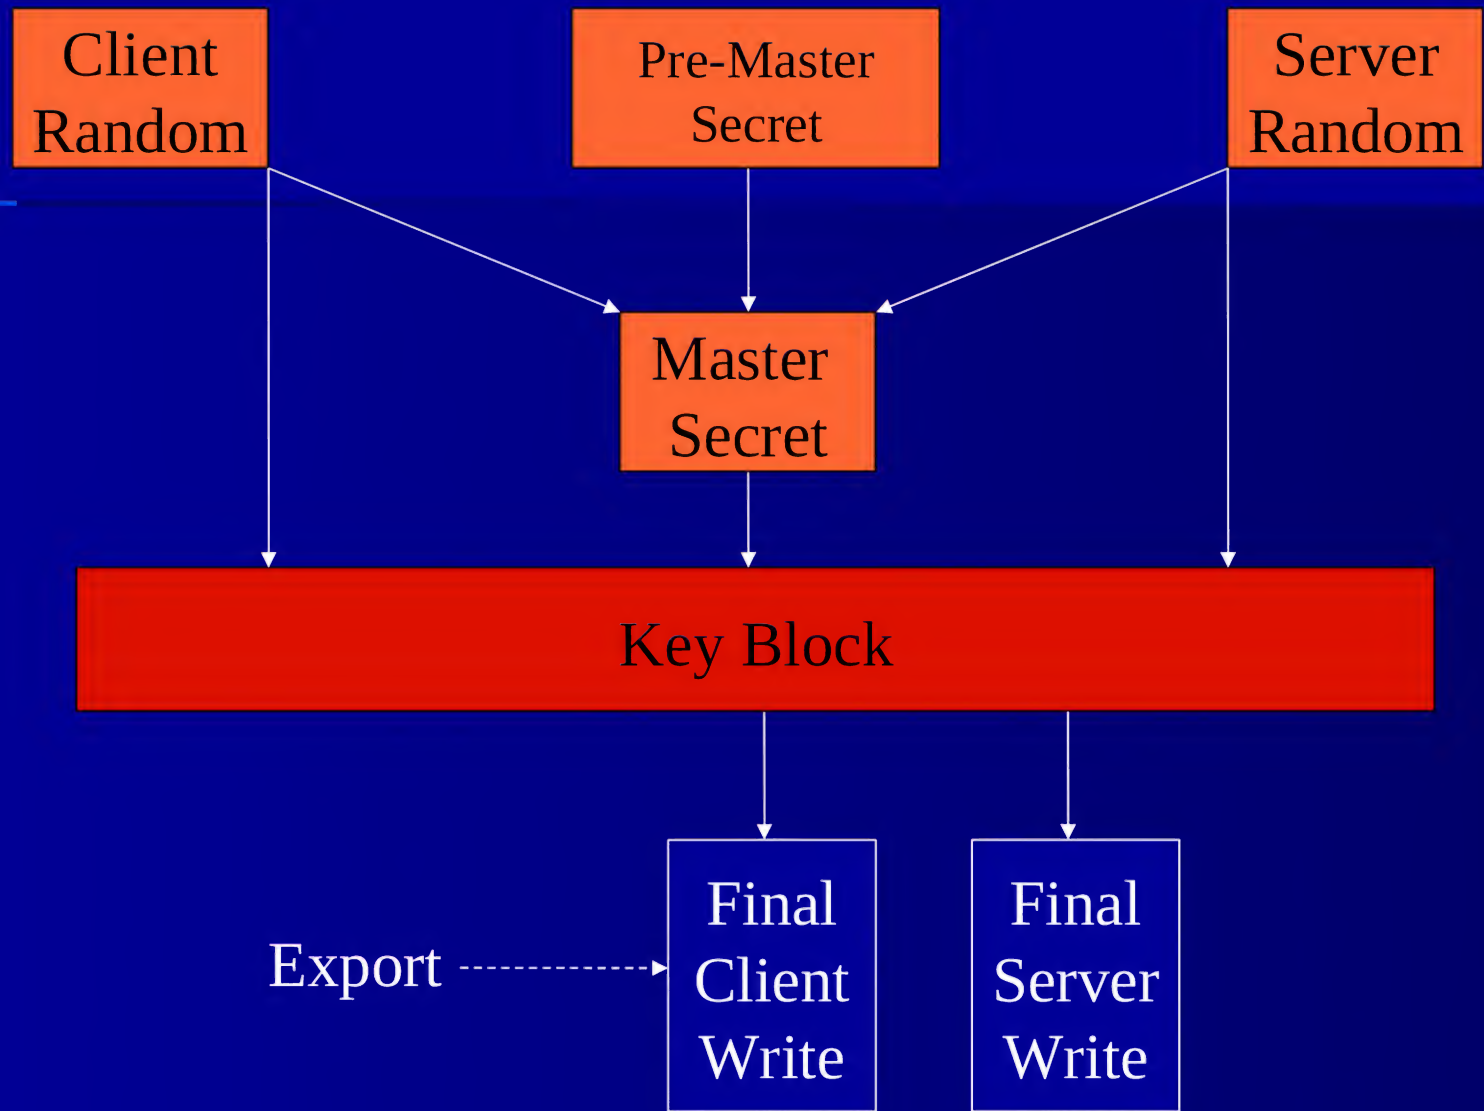 Client
Random
Pre-Master
Secret
Server
Random
Master
Secret
Key Block
Export
Final
Client
Write
Final
Server
Write